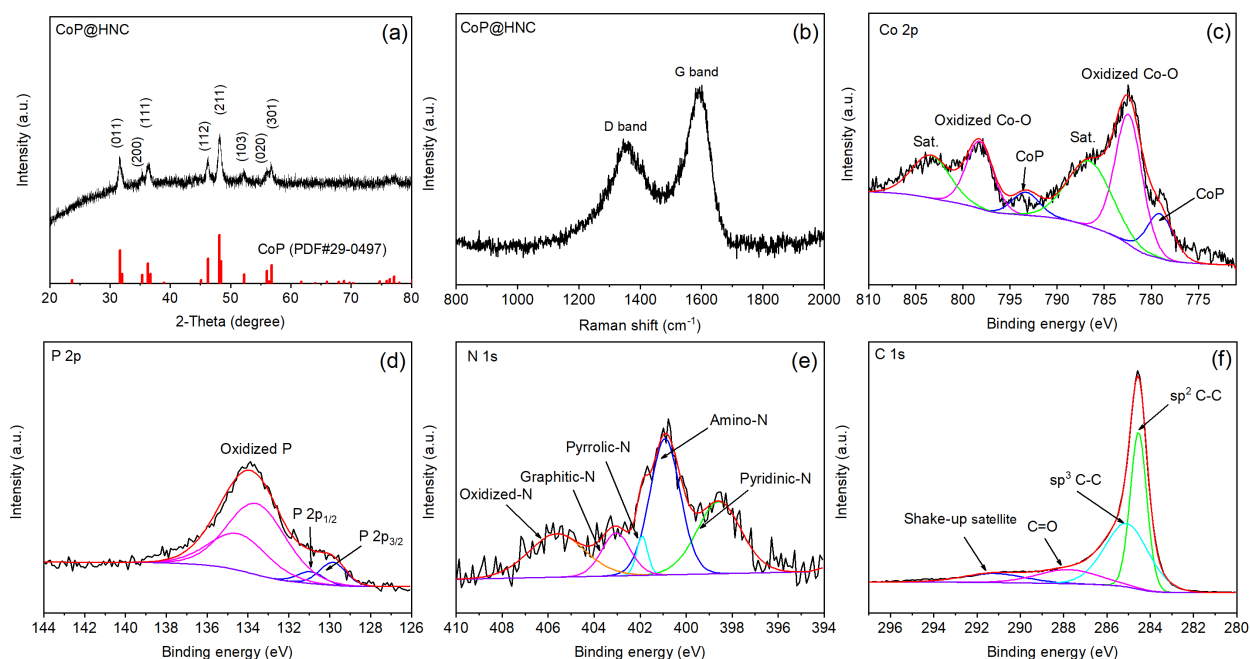 CoP@HNC
(a)
Intensity (a.u.)
(011)
(200)
(111)
(112)
(211)
(103)
(020)
(301)
CoP (PDF#29-0497)
20 30 40 50 60 70 80
2-Theta (degree)
CoP@HNC
(b)
Intensity (a.u.)
D band
G band
800 1000 1200 1400 1600 1800 2000
Raman shift (cm⁻¹)
Co 2p
(c)
Intensity (a.u.)
Oxidized Co-O
Oxidized Co-O
Sat.
CoP
Sat.
CoP
810 805 800 795 790 785 780 775
Binding energy (eV)
P 2p
(d)
Intensity (a.u.)
Oxidized P
P 2p₁/₂
P 2p₃/₂
144 142 140 138 136 134 132 130 128 126
Binding energy (eV)
N 1s
(e)
Intensity (a.u.)
Amino-N
Pyrrolic-N
Graphitic-N
Pyridinic-N
Oxidized-N
410 408 406 404 402 400 398 396 394
Binding energy (eV)
C 1s
(f)
Intensity (a.u.)
sp² C-C
sp³ C-C
C=O
Shake-up satellite
296 294 292 290 288 286 284 282 280
Binding energy (eV)